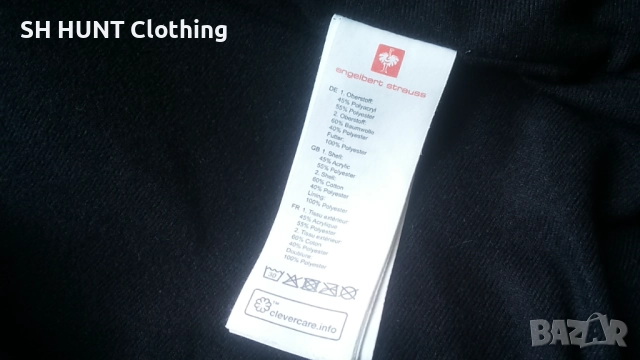 SH HUNT Clothing
engelbert strauss
DE 1. Oberstoff:
45% Polyacryl
55% Polyester
2. Oberstoff:
60% Baumwolle
40% Polyester
Futter:
100% Polyester
GB 1. Shell:
45% Acrylic
55% Polyester
2. Shell:
60% Cotton
40% Polyester
Lining:
100% Polyester
FR 1. Tissu extérieur:
45% Acrylique
55% Polyester
2. Tissu extérieur:
60% Coton
40% Polyester
Doublure:
100% Polyester
30
clevercare.info
BAZAR.bg